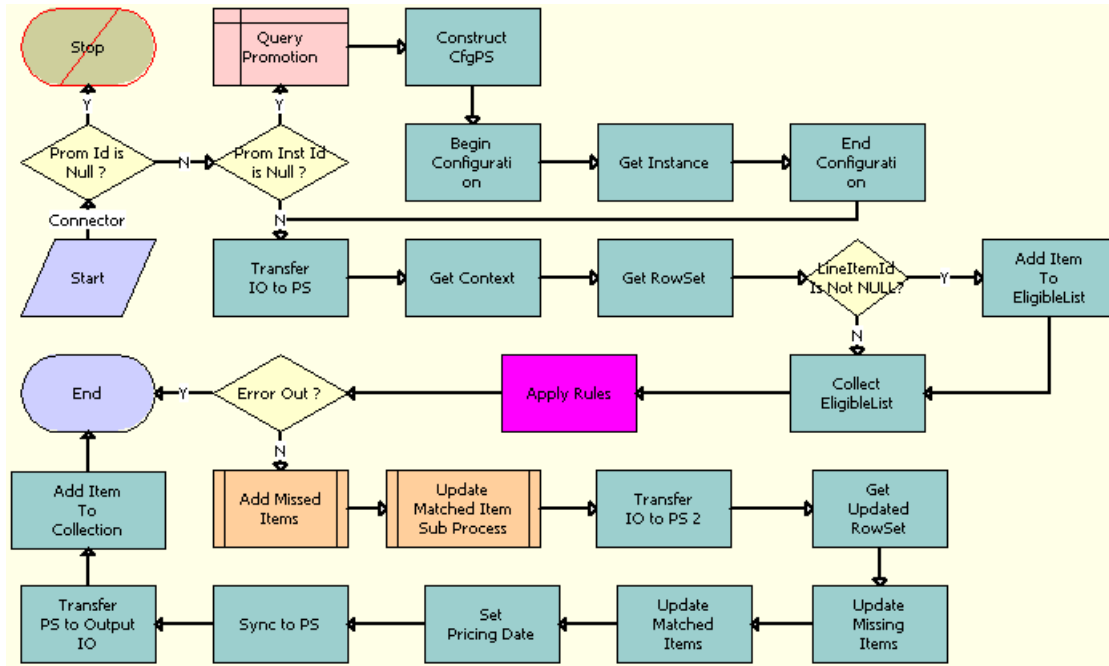 Stop
Query
Promotion
Construct
CfgPS
Y
Y
Prom Id is
Null ?
N
Prom Inst Id
is Null ?
Begin
Configurati
on
Get Instance
End
Configurati
on
Connector
N
Start
Transfer
IO to PS
Get Context
Get RowSet
LineItemId
Is Not NULL?
Y
Add Item
To
EligibleList
N
End
Y
Error Out ?
Apply Rules
Collect
EligibleList
N
Add Item
To
Collection
Add Missed
Items
Update
Matched Item
Sub Process
Transfer
IO to PS 2
Get
Updated
RowSet
Transfer
PS to Output
IO
Sync to PS
Set
Pricing Date
Update
Matched
Items
Update
Missing
Items